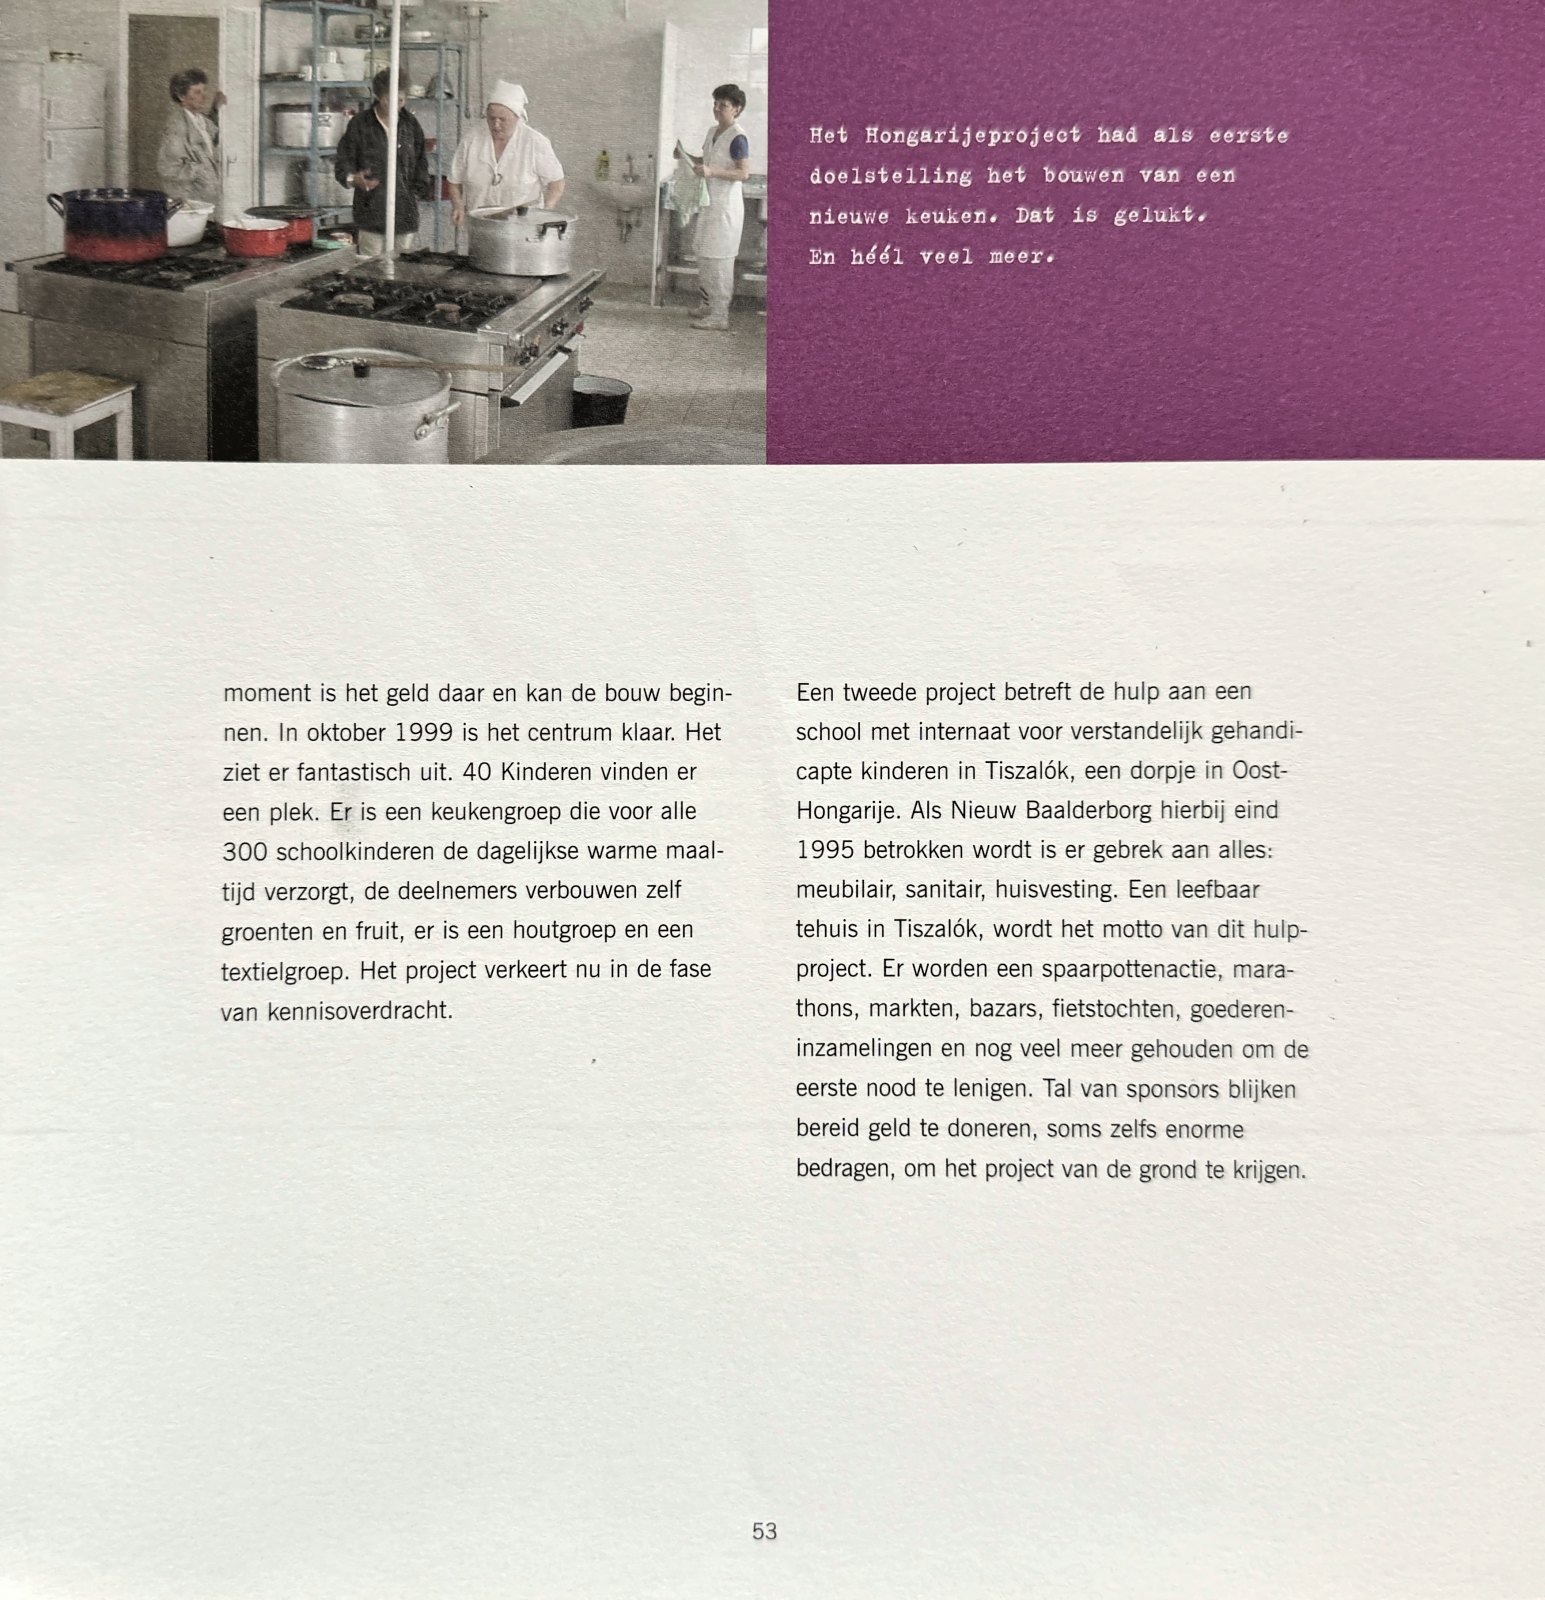 Het Hongarijeproject had als eerste
doelstelling het bouwen van een
nieuwe keuken. Dat is gelukt.
En héél veel meer.
moment is het geld daar en kan de bouw begin-
nen. In oktober 1999 is het centrum klaar. Het
ziet er fantastisch uit. 40 Kinderen vinden er
een plek. Er is een keukengroep die voor alle
300 schoolkinderen de dagelijkse warme maal-
tijd verzorgt, de deelnemers verbouwen zelf
groenten en fruit, er is een houtgroep en een
textielgroep. Het project verkeert nu in de fase
van kennisoverdracht.
Een tweede project betreft de hulp aan een
school met internaat voor verstandelijk gehandi-
capte kinderen in Tiszalók, een dorpje in Oost-
Hongarije. Als Nieuw Baalderborg hierbij eind
1995 betrokken wordt is er gebrek aan alles:
meubilair, sanitair, huisvesting. Een leefbaar
tehuis in Tiszalók, wordt het motto van dit hulp-
project. Er worden een spaarpottenactie, mara-
thons, markten, bazars, fietstochten, goederen-
inzamelingen en nog veel meer gehouden om de
eerste nood te lenigen. Tal van sponsors blijken
bereid geld te doneren, soms zelfs enorme
bedragen, om het project van de grond te krijgen.
53